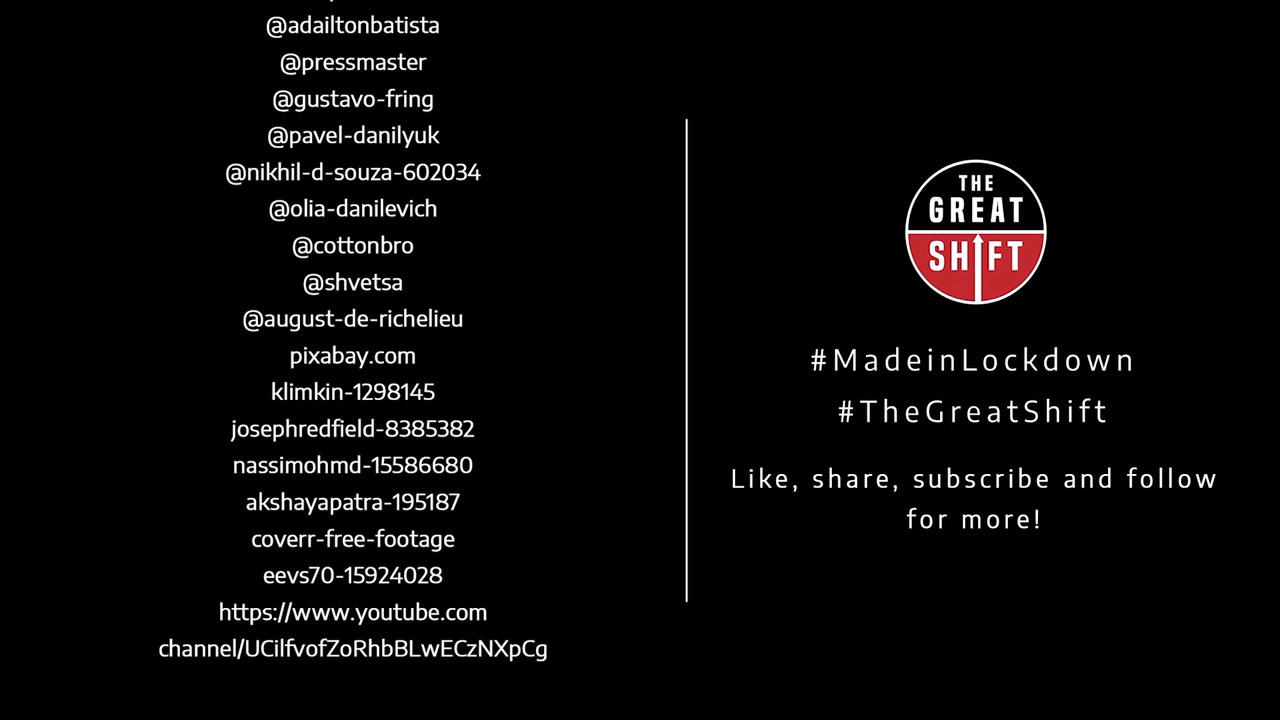 @adailtonbatista
@pressmaster
@gustavo-fring
@pavel-danilyuk
@nikhil-d-souza-602034
@olia-danilevich
@cottonbro
@shvetsa
@august-de-richelieu
pixabay.com
klimkin-1298145
josephredfield-8385382
nassimohmd-15586680
akshayapatra-195187
coverr-free-footage
eevs70-15924028
https://www.youtube.com
channel/UCilfvofZoRhbBLwECzNXpCg
THE
GREAT
SHIFT
#MadeinLockdown
#TheGreatShift
Like, share, subscribe and follow
for more!